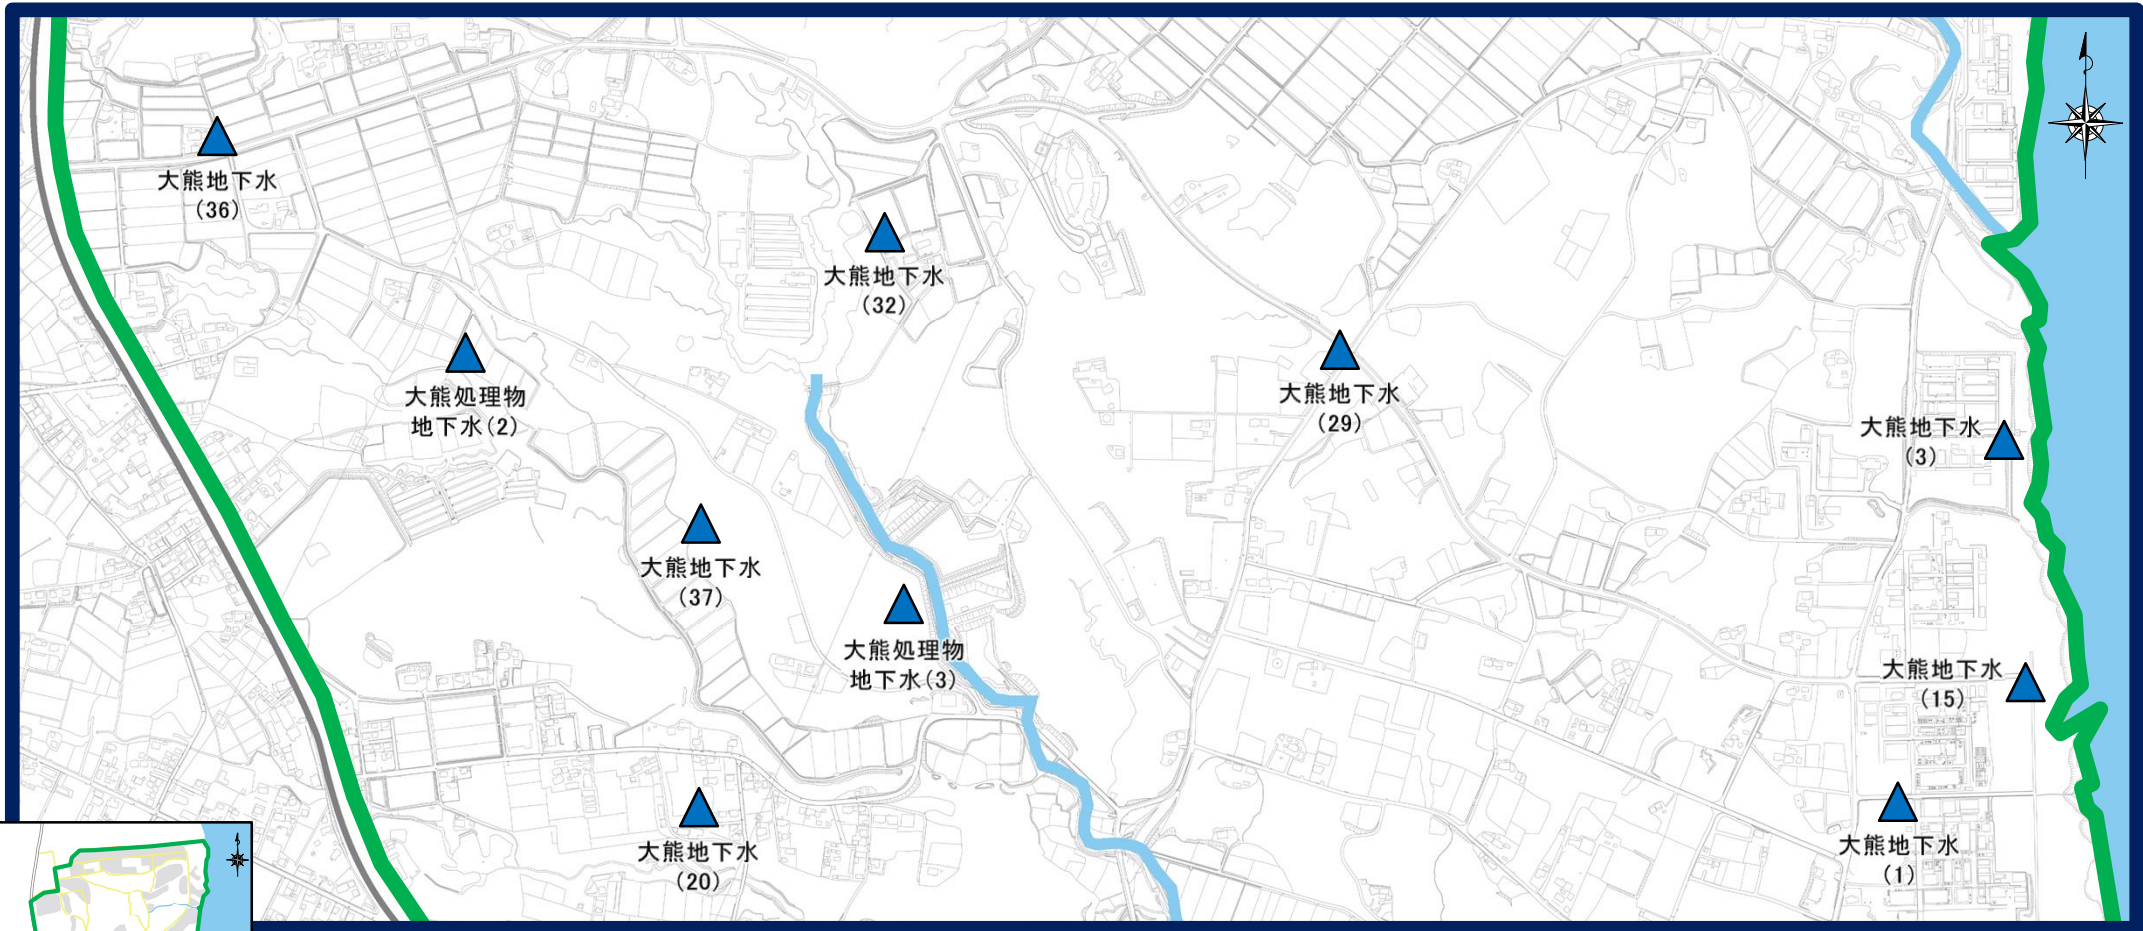 大熊地下水
(36)
大熊地下水
(32)
大熊処理物
地下水(2)
大熊地下水
(29)
大熊地下水
(3)
大熊地下水
(37)
大熊処理物
地下水(3)
大熊地下水
(15)
大熊地下水
(20)
大熊地下水
(1)